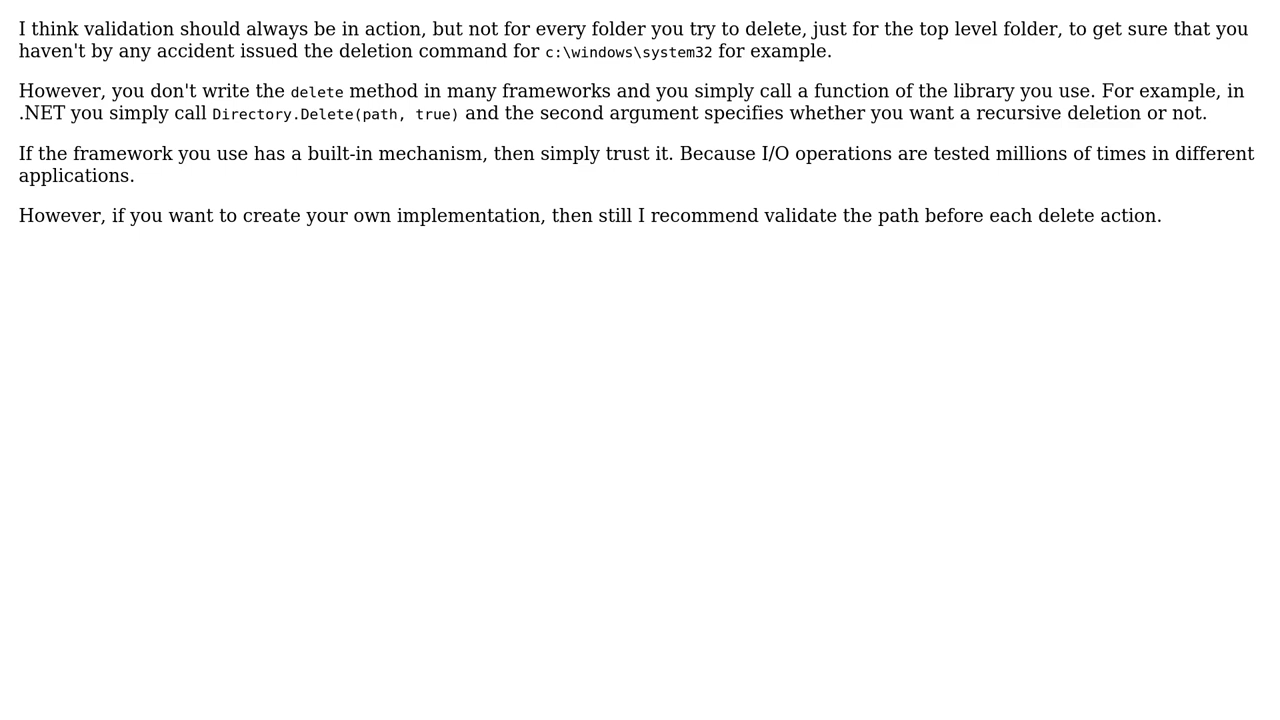 I think validation should always be in action, but not for every folder you try to delete, just for the top level folder, to get sure that you
haven't by any accident issued the deletion command for c:\windows\system32 for example.
However, you don't write the delete method in many frameworks and you simply call a function of the library you use. For example, in
.NET you simply call Directory.Delete(path, true) and the second argument specifies whether you want a recursive deletion or not.
If the framework you use has a built-in mechanism, then simply trust it. Because I/O operations are tested millions of times in different
applications.
However, if you want to create your own implementation, then still I recommend validate the path before each delete action.